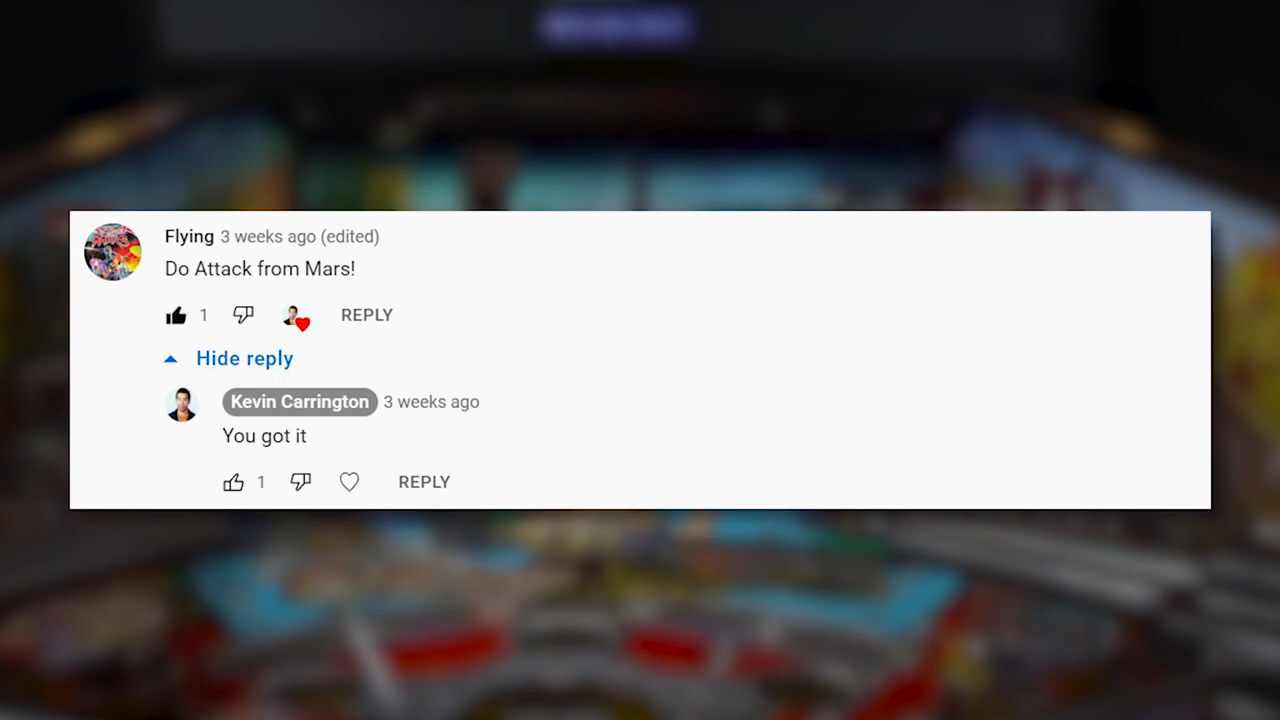 Flying 3 weeks ago (edited)
Do Attack from Mars!
1 REPLY
Hide reply
Kevin Carrington 3 weeks ago
You got it
1 REPLY